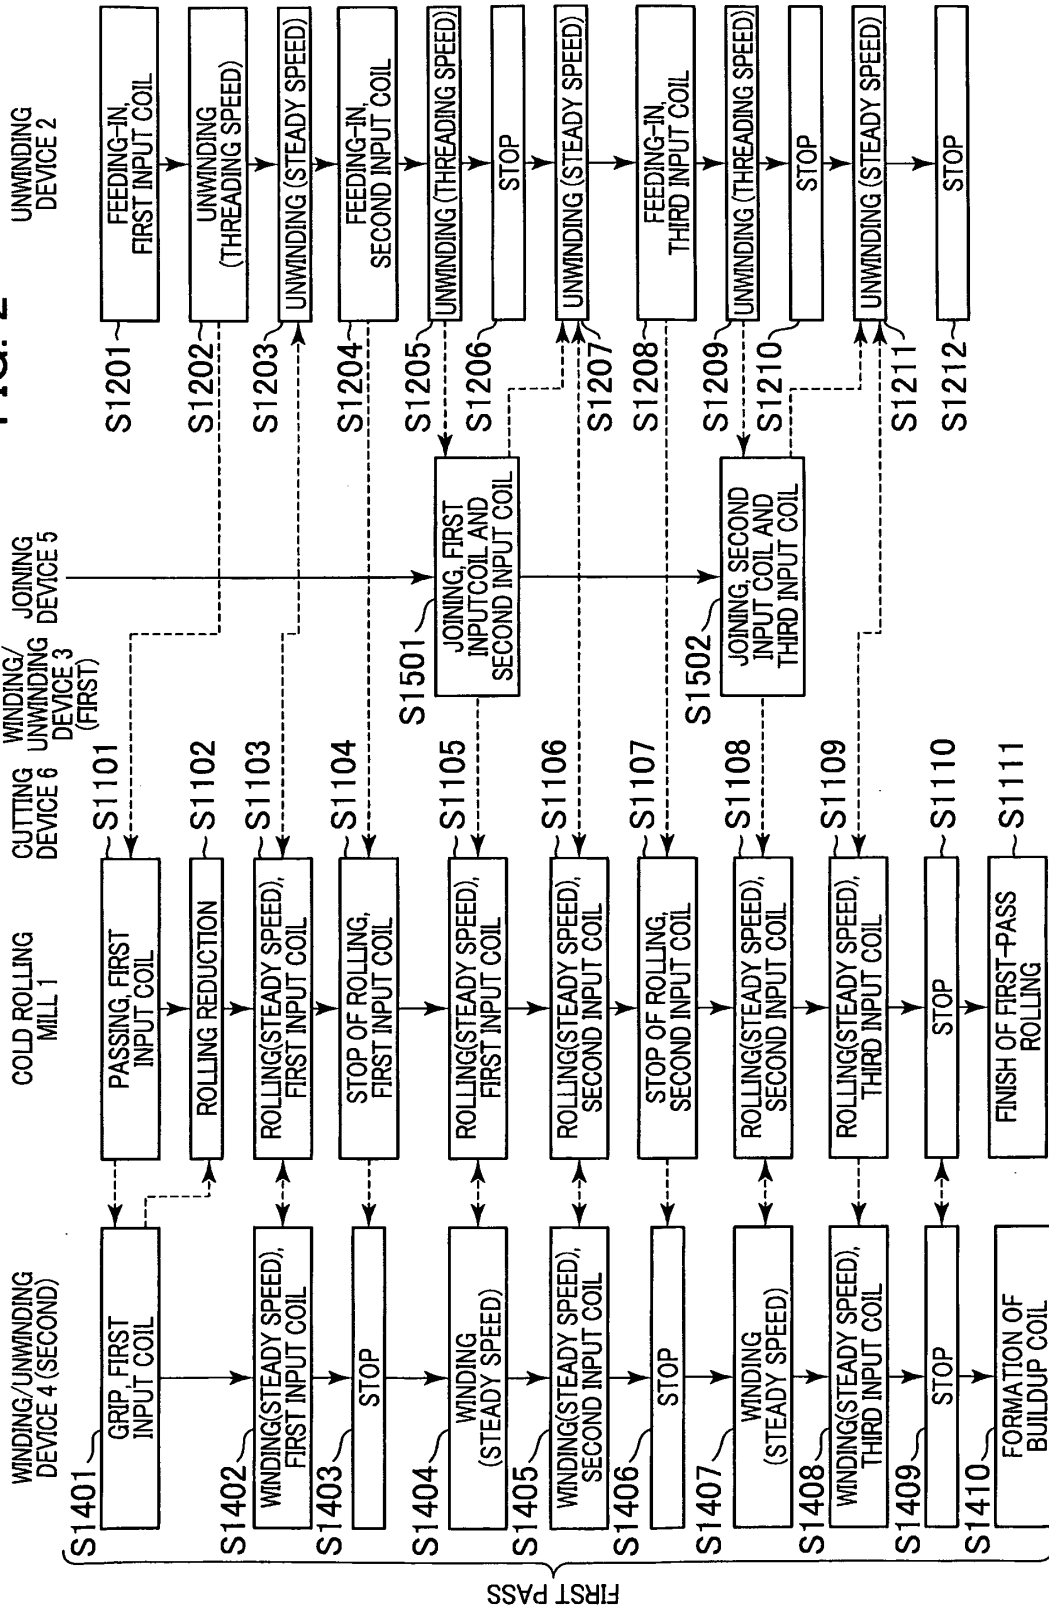 FIG. 2
WINDING/UNWINDING
DEVICE 4 (SECOND)
COLD ROLLING
MILL 1
CUTTING
DEVICE 6
WINDING/
UNWINDING
DEVICE 3
(FIRST)
JOINING
DEVICE 5
UNWINDING
DEVICE 2
FIRST PASS
S1401
GRIP, FIRST
INPUT COIL
S1402
WINDING(STEADY SPEED),
FIRST INPUT COIL
S1403
STOP
S1404
WINDING
(STEADY SPEED)
S1405
WINDING(STEADY SPEED),
SECOND INPUT COIL
S1406
STOP
S1407
WINDING
(STEADY SPEED)
S1408
WINDING(STEADY SPEED),
THIRD INPUT COIL
S1409
STOP
S1410
FORMATION OF
BUILDUP COIL
S1101
PASSING, FIRST
INPUT COIL
S1102
ROLLING REDUCTION
S1103
ROLLING(STEADY SPEED),
FIRST INPUT COIL
S1104
STOP OF ROLLING,
FIRST INPUT COIL
S1105
ROLLING(STEADY SPEED),
FIRST INPUT COIL
S1106
ROLLING(STEADY SPEED),
SECOND INPUT COIL
S1107
STOP OF ROLLING,
SECOND INPUT COIL
S1108
ROLLING(STEADY SPEED),
SECOND INPUT COIL
S1109
ROLLING(STEADY SPEED),
THIRD INPUT COIL
S1110
STOP
S1111
FINISH OF FIRST-PASS
ROLLING
S1501
JOINING, FIRST
INPUTCOIL AND
SECOND INPUT COIL
S1502
JOINING, SECOND
INPUT COIL AND
THIRD INPUT COIL
S1201
FEEDING-IN,
FIRST INPUT COIL
S1202
UNWINDING
(THREADING SPEED)
S1203
UNWINDING (STEADY SPEED)
S1204
FEEDING-IN,
SECOND INPUT COIL
S1205
UNWINDING (THREADING SPEED)
S1206
STOP
S1207
UNWINDING (STEADY SPEED)
S1208
FEEDING-IN,
THIRD INPUT COIL
S1209
UNWINDING (THREADING SPEED)
S1210
STOP
S1211
UNWINDING (STEADY SPEED)
S1212
STOP